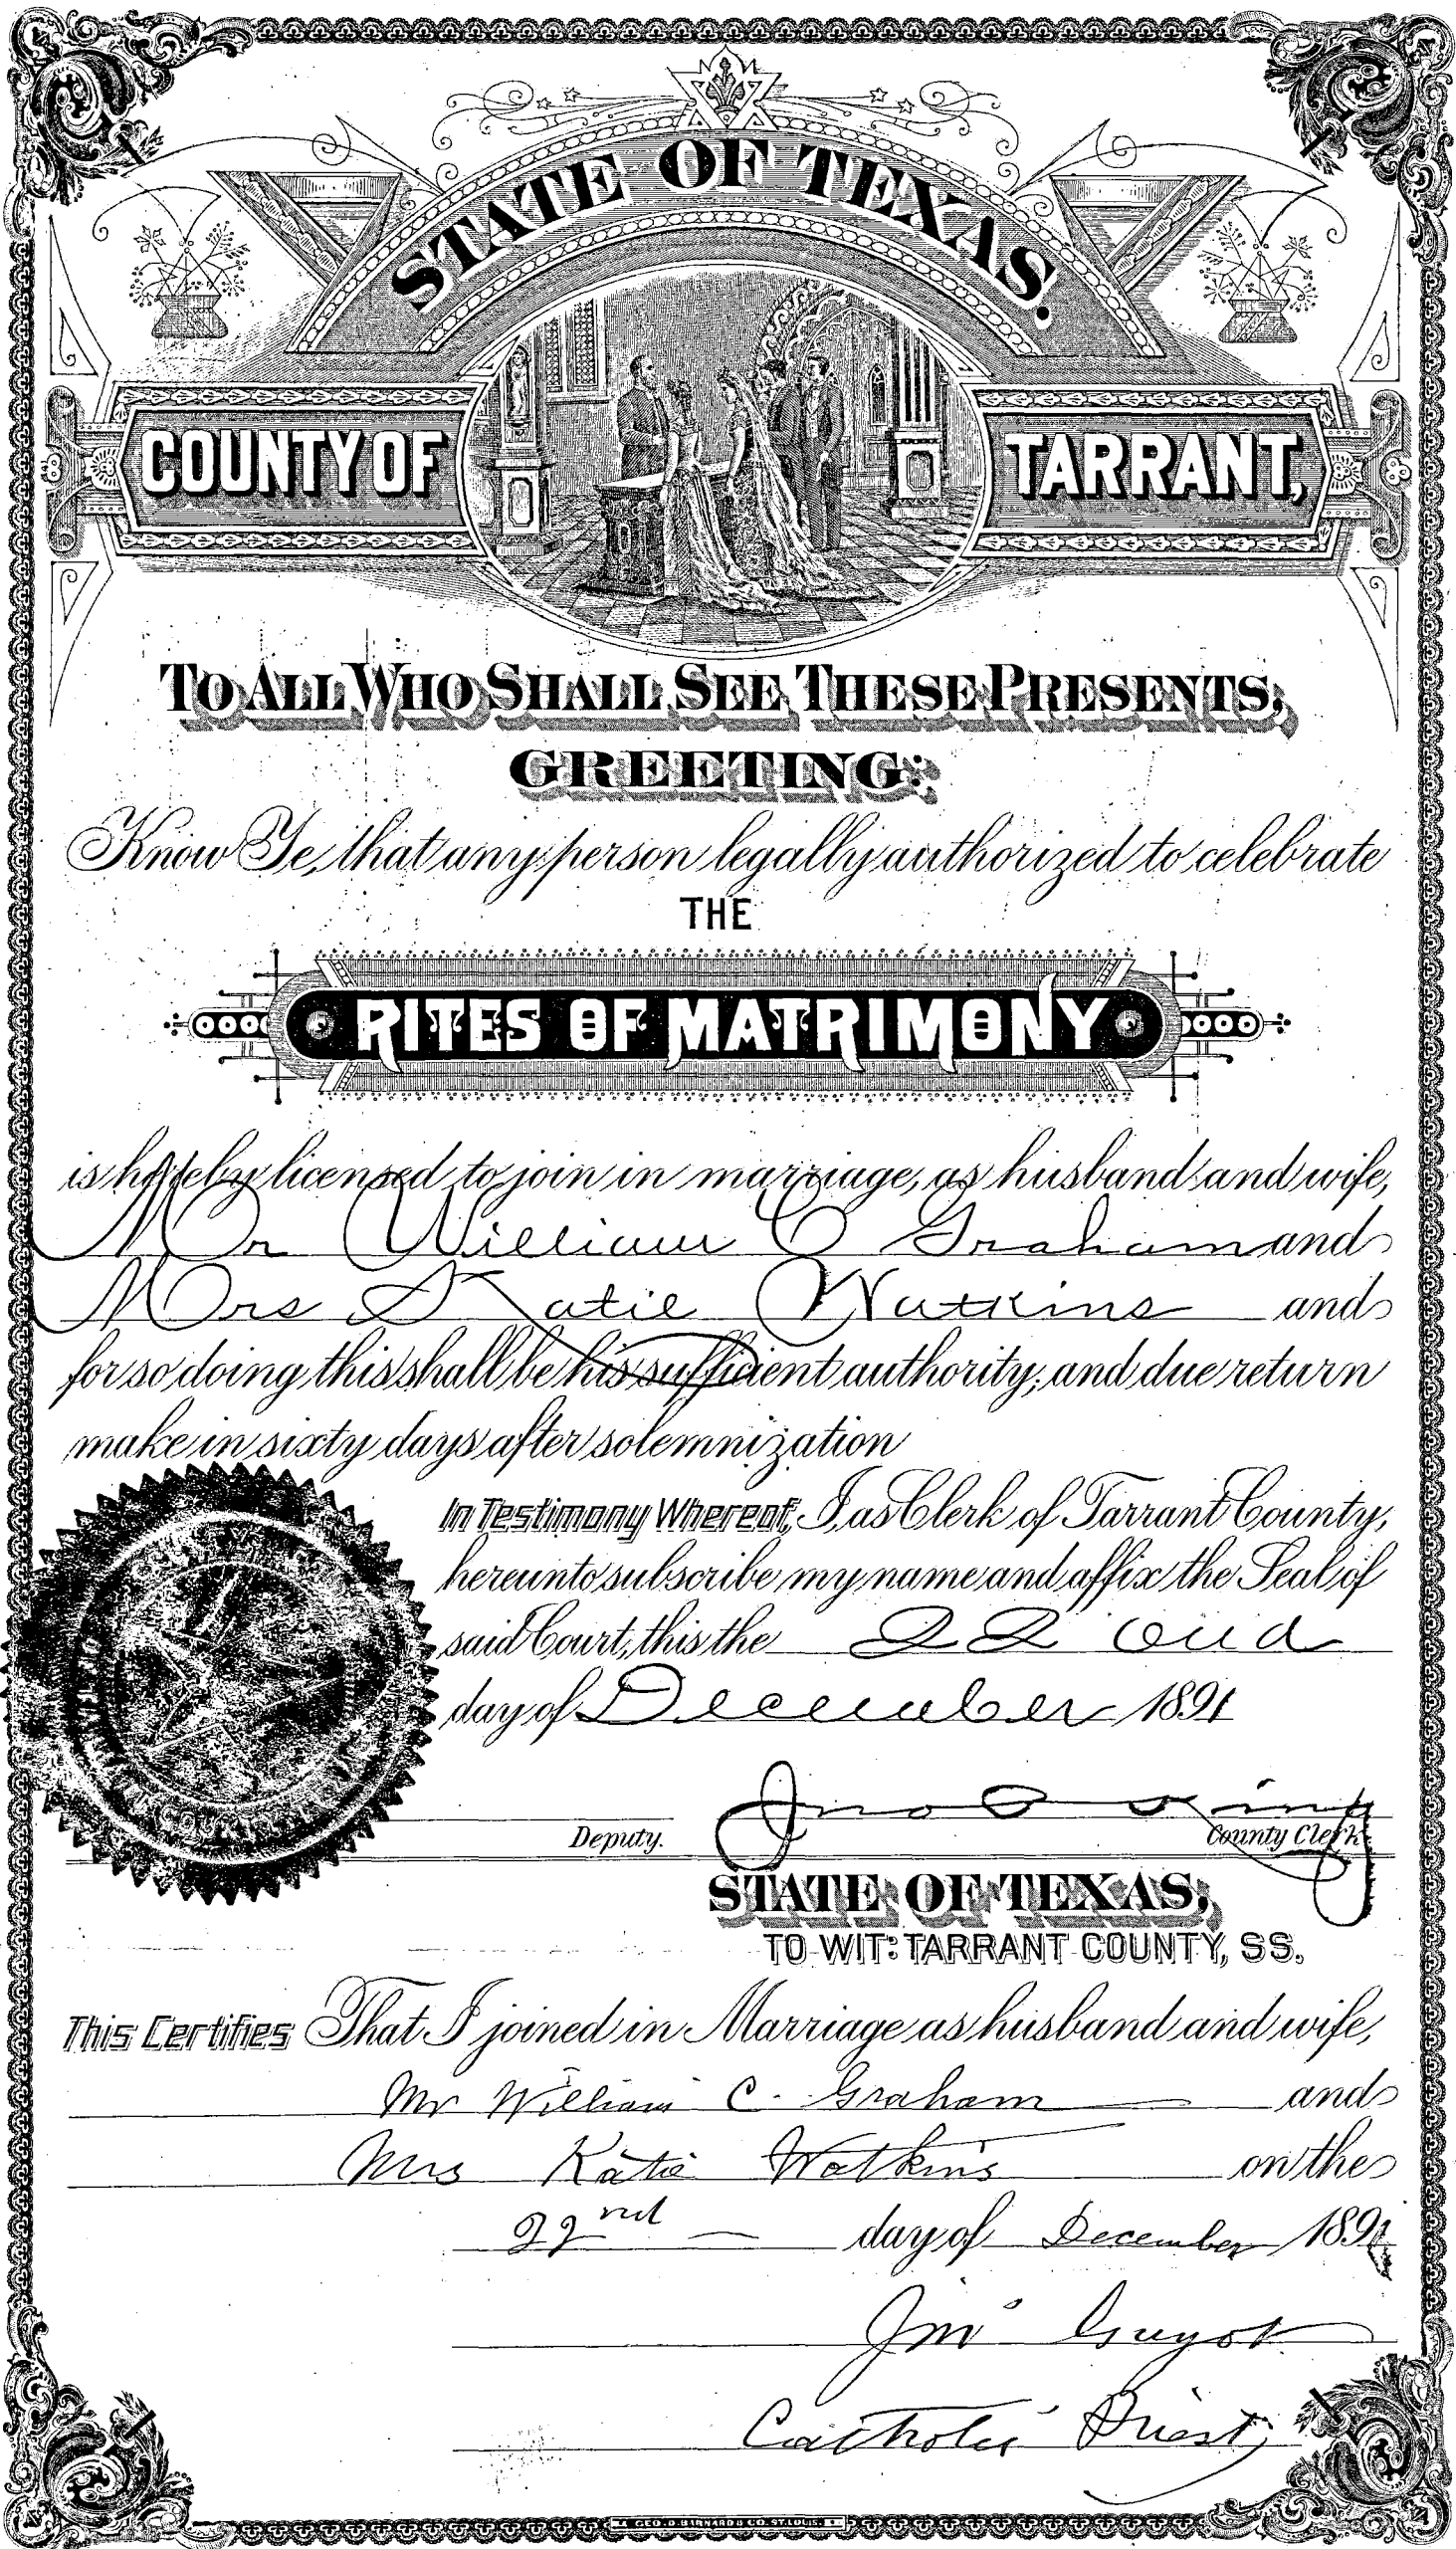 STATE OF TEXAS.
COUNTY OF TARRANT,
TO ALL WHO SHALL SEE THESE PRESENTS,
GREETING:
Know Ye, that any person legally authorized to celebrate
THE
RITES OF MATRIMONY
is hereby licensed to join in marriage, as husband and wife,
Mr William C Graham and
Mrs Katie Watkins and
for so doing this shall be his sufficient authority; and due return
make in sixty days after solemnization
In Testimony Whereof, I, as Clerk of Tarrant County,
hereunto subscribe my name and affix the Seal of
said Court, this the 22 ond
day of December 1891
Deputy.
County Clerk
STATE OF TEXAS,
TO WIT: TARRANT COUNTY, SS.
This Certifies That I joined in Marriage as husband and wife,
Mr William C. Graham and
Mrs Katie Watkins on the
22nd day of December 1891
Guyot
Catholic Priest
GEO. D. BARNARD & CO. ST. LOUIS.